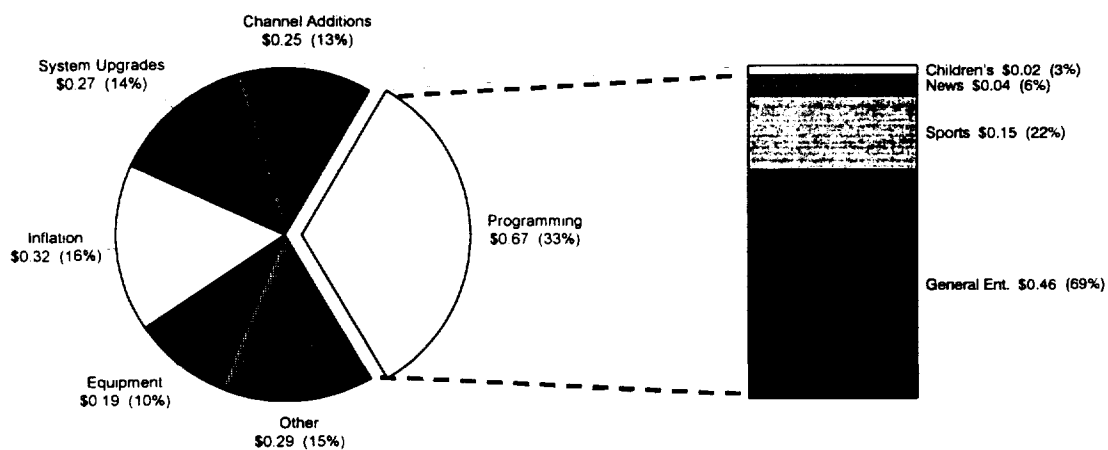 Channel Additions
$0.25 (13%)
System Upgrades
$0.27 (14%)
Inflation
$0.32 (16%)
Equipment
$0 19 (10%)
Other
$0.29 (15%)
Programming
$0 67 (33%)
Children's $0.02 (3%)
News $0.04 (6%)
Sports $0.15 (22%)
General Ent. $0.46 (69%)